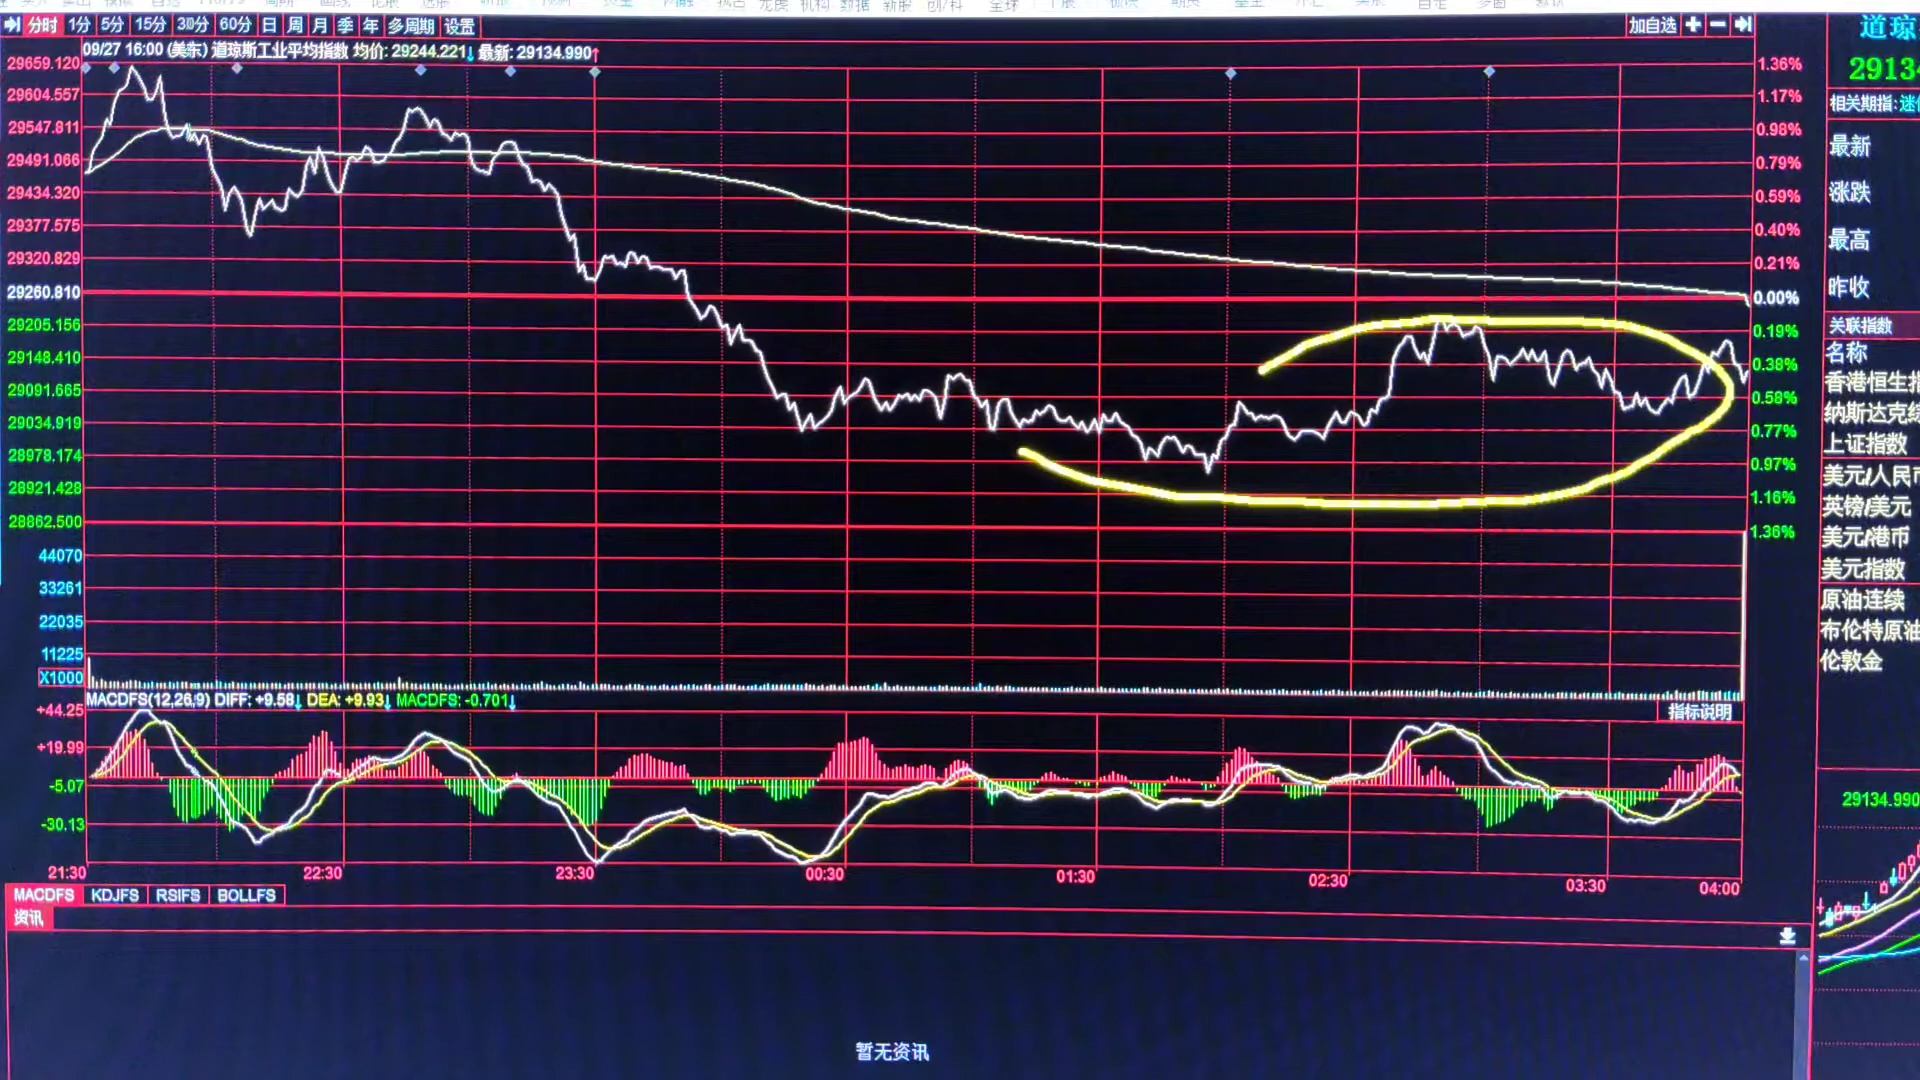 分时 1分 5分 15分 30分 60分 日 周 月 季 年 多周期 设置
加自选
09/27 16:00 (美东) 道琼斯工业平均指数 均价: 29244.221↓ 最新: 29134.990↑
29659.120
29604.557
29547.811
29491.066
29434.320
29377.575
29320.829
29260.810
29205.156
29148.410
29091.665
29034.919
28978.174
28921.428
28862.500
44070
33261
22035
11225
X1000
1.36%
1.17%
0.98%
0.79%
0.59%
0.40%
0.21%
0.00%
0.19%
0.38%
0.58%
0.77%
0.97%
1.16%
1.36%
MACDFS(12,26,9) DIFF: +9.58↓ DEA: +9.93↓ MACDFS: -0.701↓
指标说明
+44.25
+19.99
-5.07
-30.13
21:30 22:30 23:30 00:30 01:30 02:30 03:30 04:00
MACDFS KDJFS RSIFS BOLLFS
资讯
暂无资讯
道琼
29134
相关期指:
最新
涨跌
最高
昨收
关联指数
名称
香港恒生指
纳斯达克综
上证指数
美元/人民币
英镑/美元
美元/港币
美元指数
原油连续
布伦特原油
伦敦金
29134.990